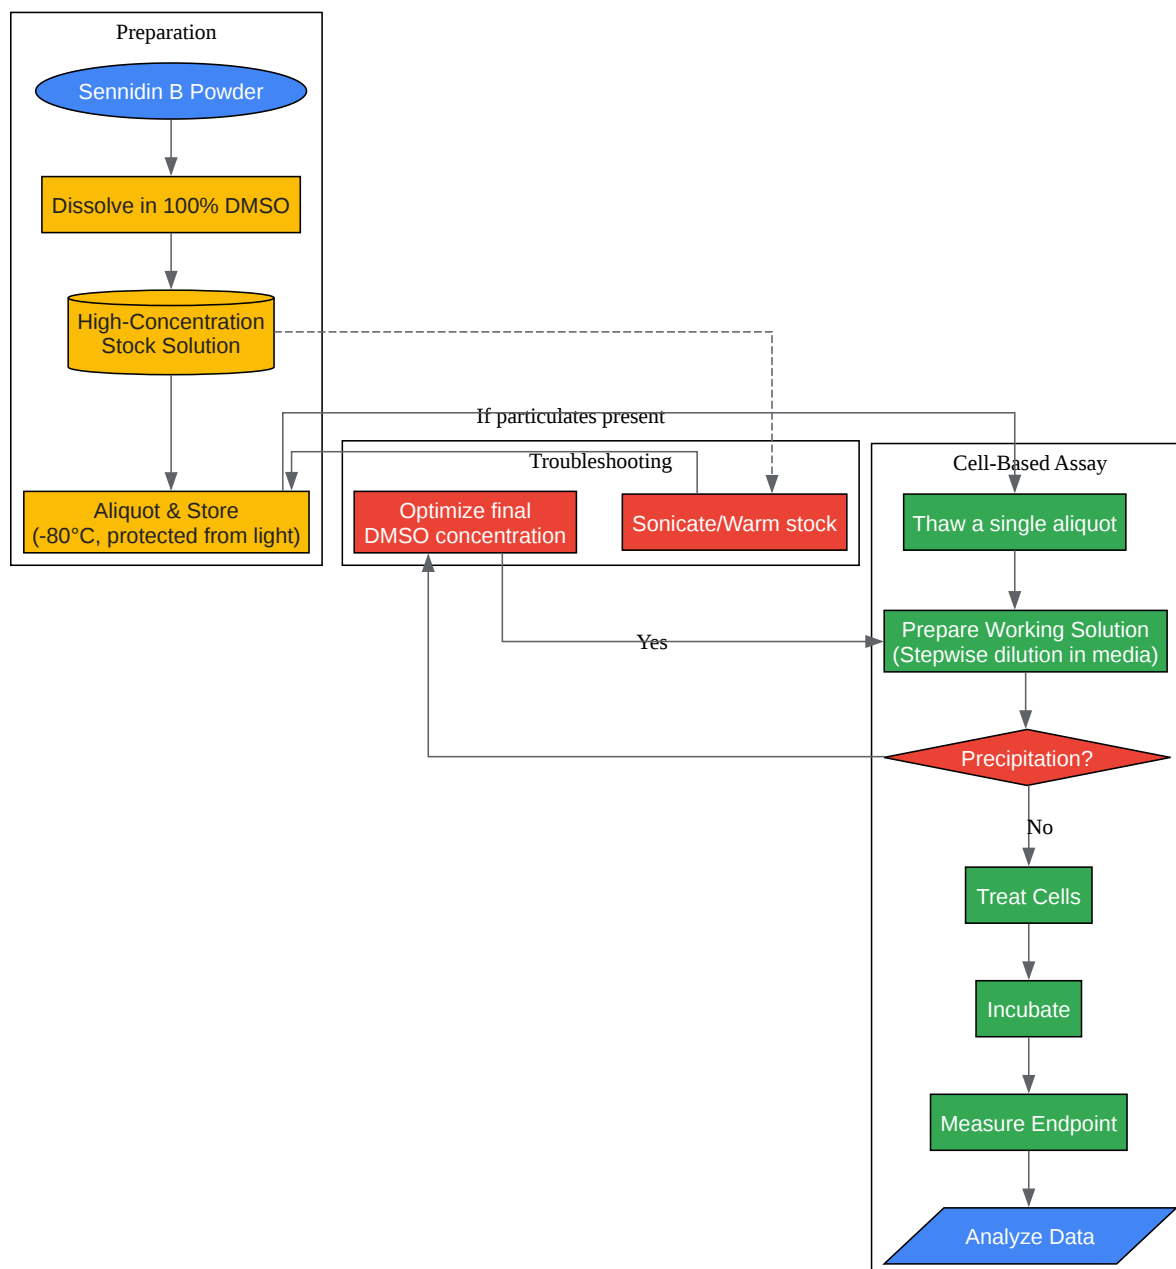 Preparation
Sennidin B Powder
Dissolve in 100% DMSO
High-Concentration
Stock Solution
If particulates present
Aliquot & Store
(-80°C, protected from light)
Troubleshooting
Optimize final
DMSO concentration
Sonicate/Warm stock
Yes
Cell-Based Assay
Thaw a single aliquot
Prepare Working Solution
(Stepwise dilution in media)
Precipitation?
No
Treat Cells
Incubate
Measure Endpoint
Analyze Data